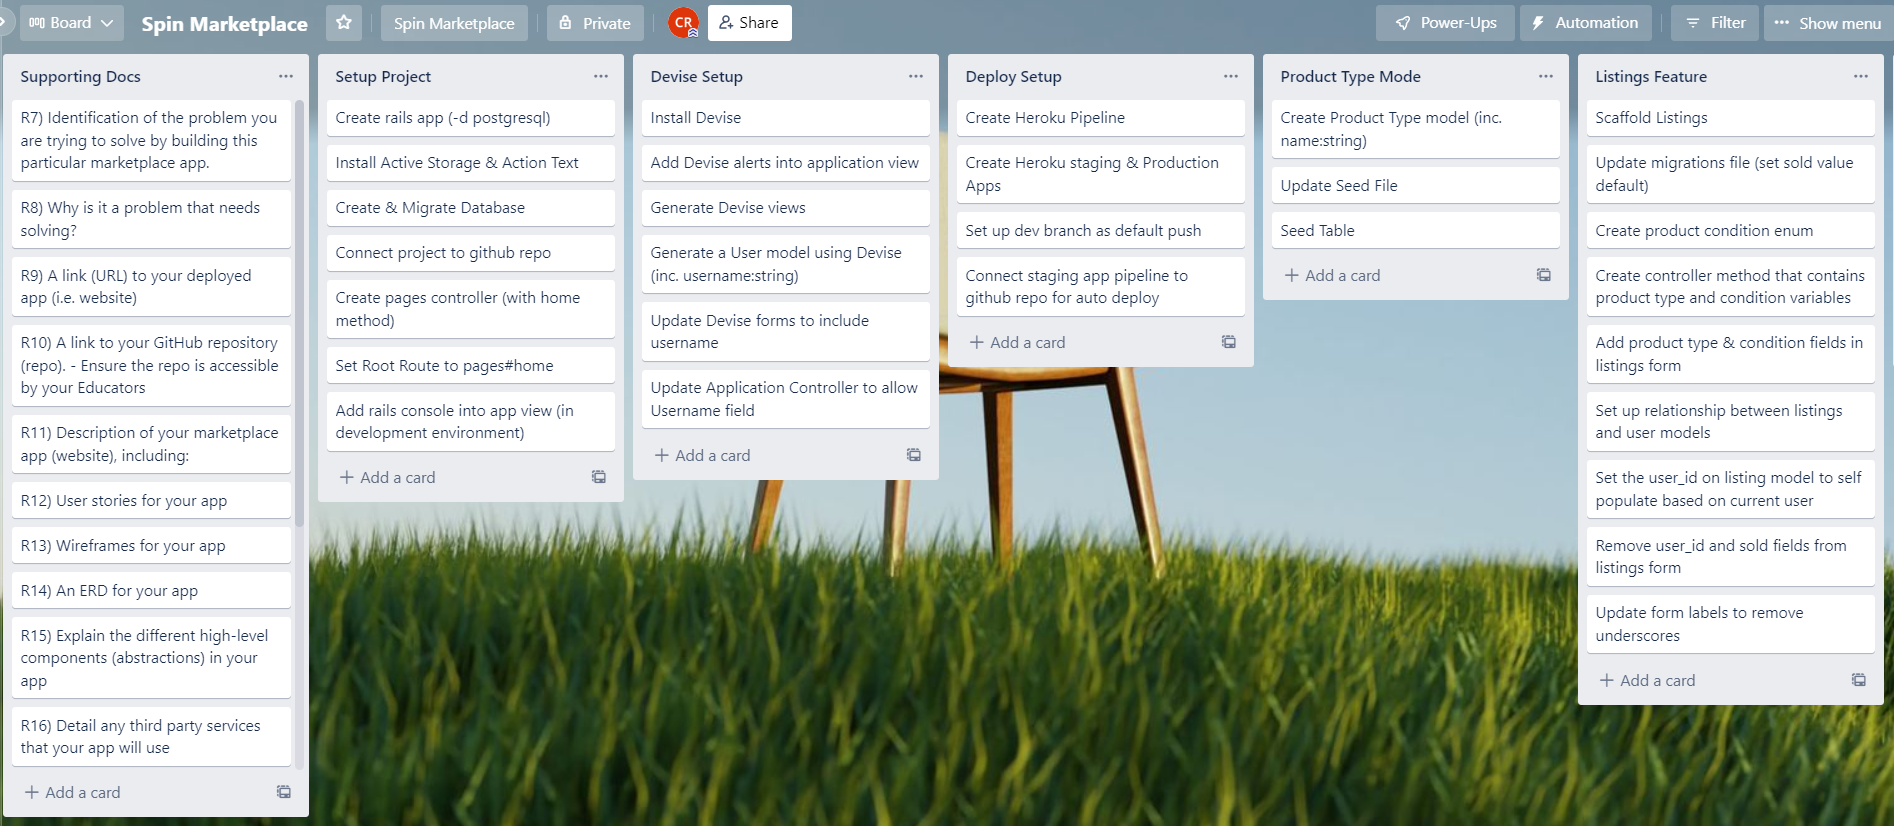 Board
Spin Marketplace
Spin Marketplace
Private
CR
Share
Power-Ups
Automation
Filter
Show menu
Supporting Docs
R7) Identification of the problem you
are trying to solve by building this
particular marketplace app.
R8) Why is it a problem that needs
solving?
R9) A link (URL) to your deployed
app (i.e. website)
R10) A link to your GitHub repository
(repo). - Ensure the repo is accessible
by your Educators
R11) Description of your marketplace
app (website), including:
R12) User stories for your app
R13) Wireframes for your app
R14) An ERD for your app
R15) Explain the different high-level
components (abstractions) in your
app
R16) Detail any third party services
that your app will use
+ Add a card
Setup Project
Create rails app (-d postgresql)
Install Active Storage & Action Text
Create & Migrate Database
Connect project to github repo
Create pages controller (with home
method)
Set Root Route to pages#home
Add rails console into app view (in
development environment)
+ Add a card
Devise Setup
Install Devise
Add Devise alerts into application view
Generate Devise views
Generate a User model using Devise
(inc. username:string)
Update Devise forms to include
username
Update Application Controller to allow
Username field
+ Add a card
Deploy Setup
Create Heroku Pipeline
Create Heroku staging & Production
Apps
Set up dev branch as default push
Connect staging app pipeline to
github repo for auto deploy
+ Add a card
Product Type Mode
Create Product Type model (inc.
name:string)
Update Seed File
Seed Table
+ Add a card
Listings Feature
Scaffold Listings
Update migrations file (set sold value
default)
Create product condition enum
Create controller method that contains
product type and condition variables
Add product type & condition fields in
listings form
Set up relationship between listings
and user models
Set the user_id on listing model to self
populate based on current user
Remove user_id and sold fields from
listings form
Update form labels to remove
underscores
+ Add a card